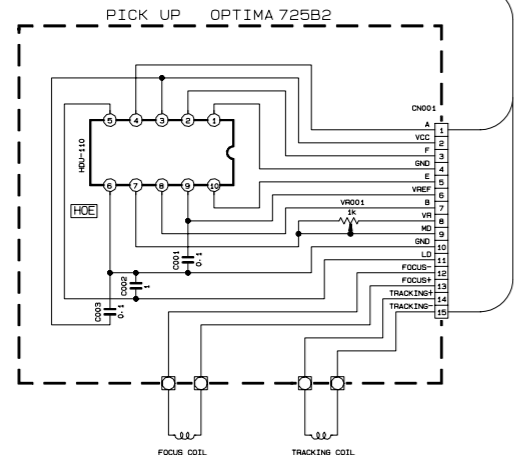 PICK UP OPTIMA 725B2
CN001
A 1
VCC 2
F 3
GND 4
E 5
VREF 6
B 7
VR 8
MD 9
GND 10
LD 11
FOCUS- 12
FOCUS+ 13
TRACKING+ 14
TRACKING- 15
5 4 3 2 1
HDU-110
6 7 8 9 10
HOE
VR001
1k
C001
0.1
C002
1
C003
0.1
FOCUS COIL
TRACKING COIL